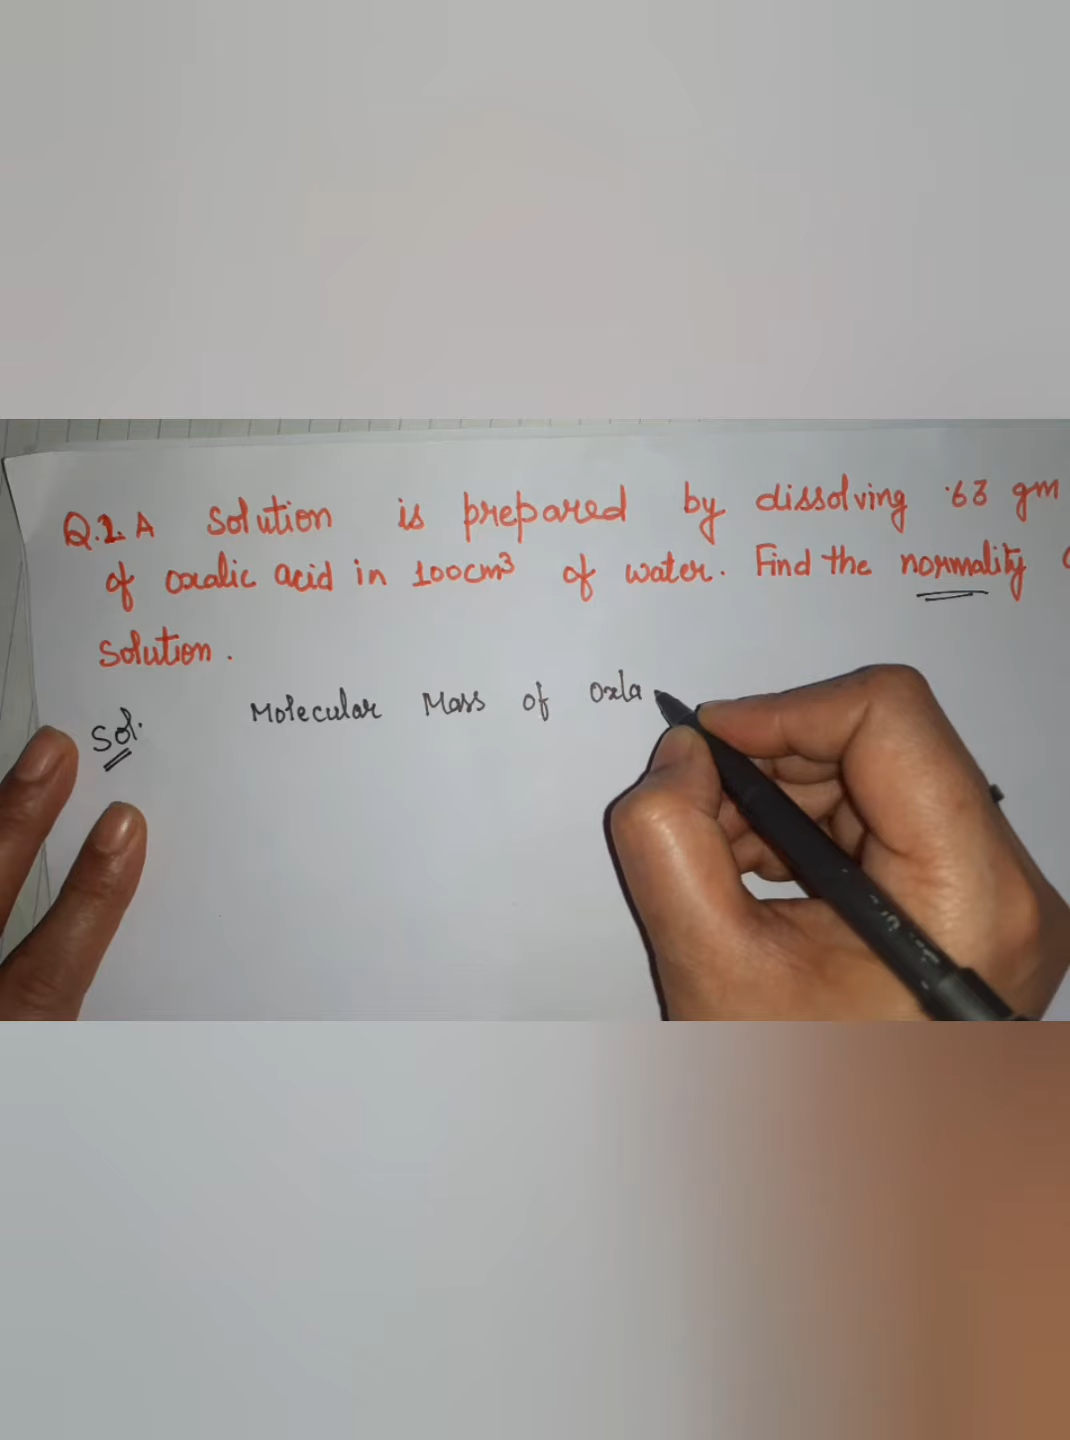 Q.1. A solution is prepared by dissolving .63 gm
of oxalic acid in 100cm³ of water. Find the normality
solution.
Sol. Molecular Mass of Oxla